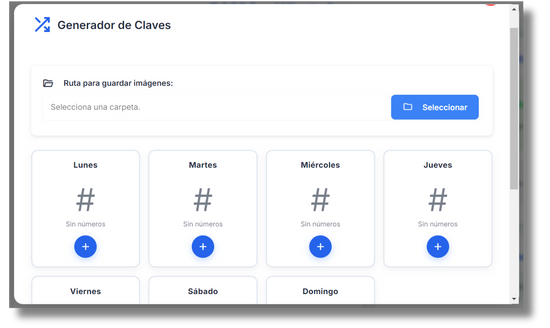 Generador de Claves
Ruta para guardar imágenes:
Selecciona una carpeta.
Seleccionar
Lunes
Martes
Miércoles
Jueves
#
#
#
#
Sin números
Sin números
Sin números
Sin números
+
+
+
+
Viernes
Sábado
Domingo